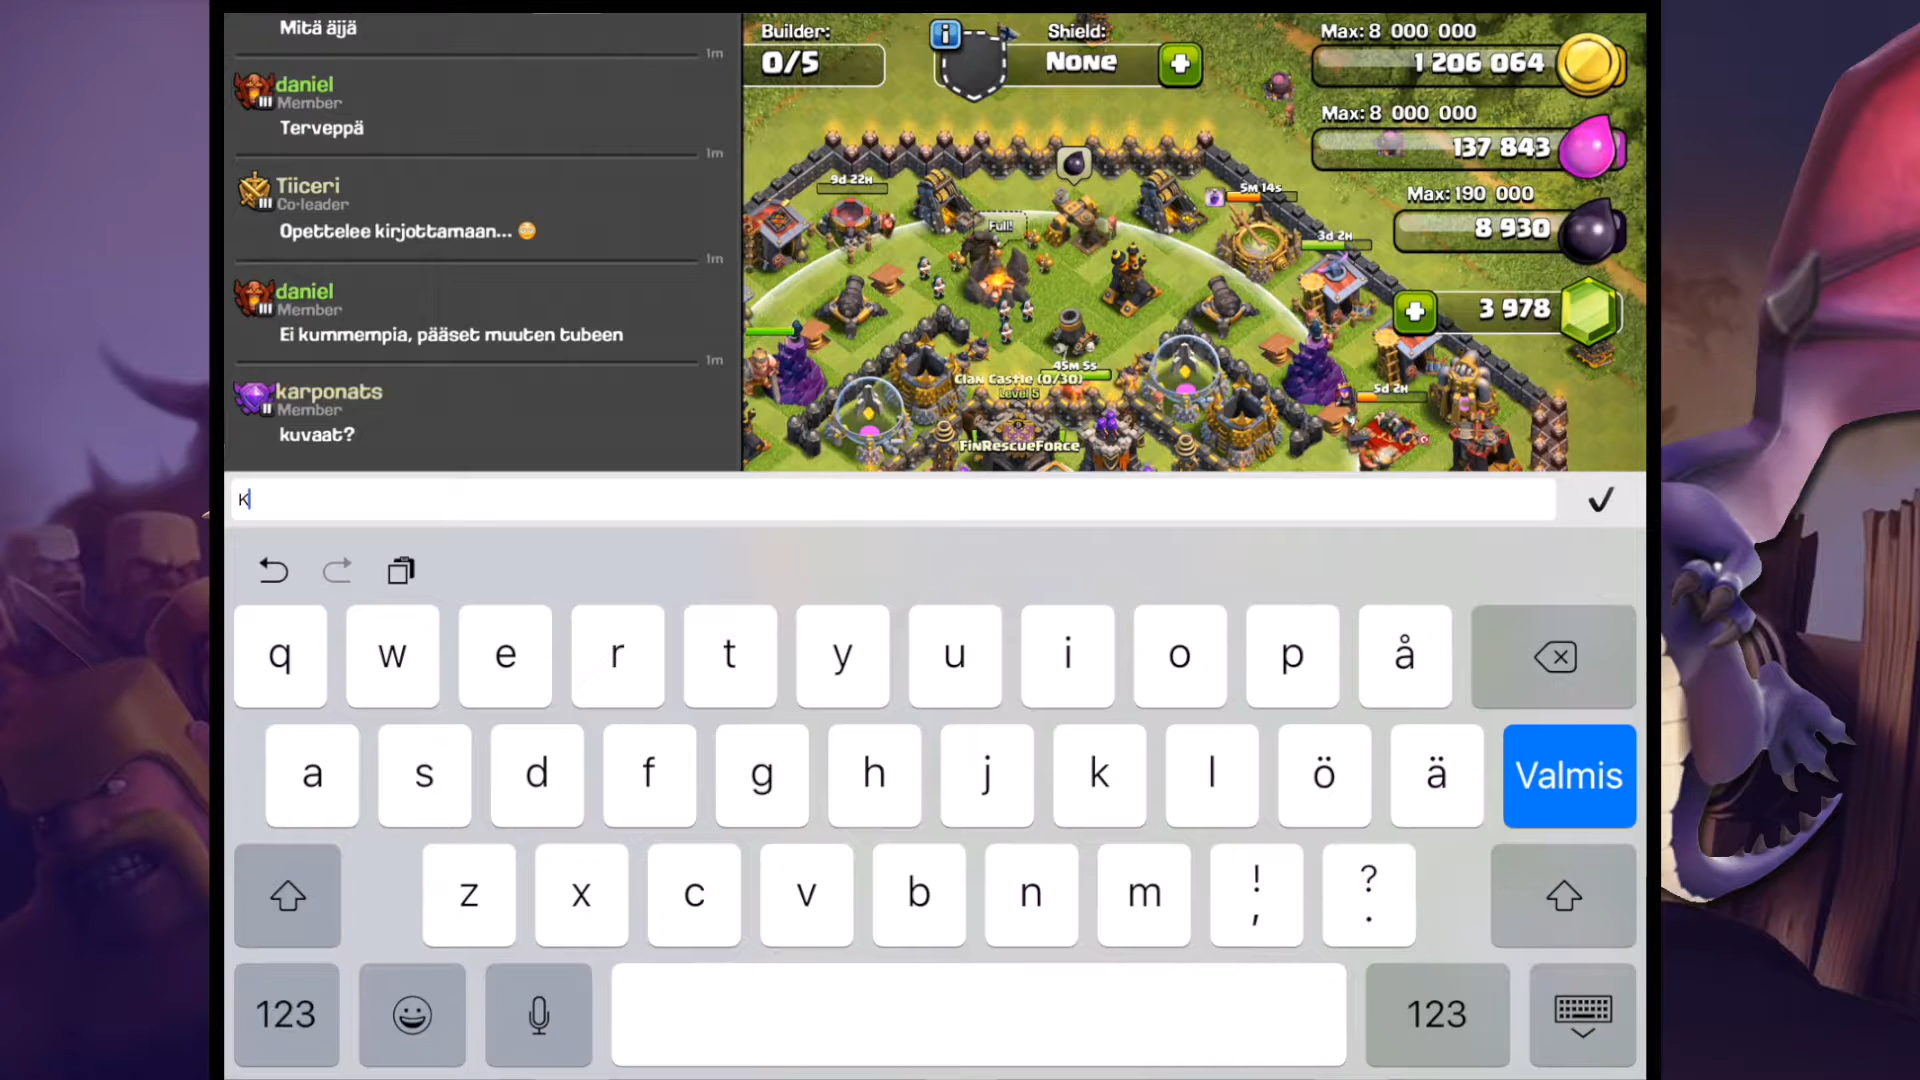 Mitä äijä
1m
daniel
Member
Terveppä
1m
Tiiceri
Co-leader
Opettelee kirjottamaan...
1m
daniel
Member
Ei kummempia, pääset muuten tubeen
1m
karponats
Member
kuvaat?
Builder:
0/5
i
Shield:
None
Max: 8 000 000
1 206 064
Max: 8 000 000
137 843
Max: 190 000
8 930
3 978
9d 22H
5m 14s
Full!
3d 2H
45m 5s
Clan Castle (0/30)
Level 5
5d 2H
FinRescueForce
K
q w e r t y u i o p å
a s d f g h j k l ö ä Valmis
z x c v b n m ! , ? .
123 123